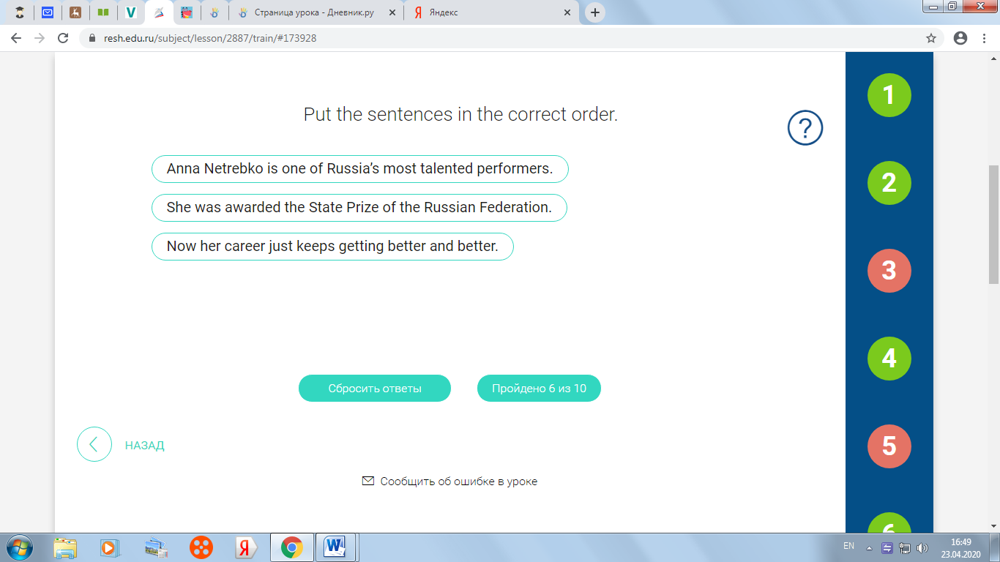 Страница урока - Дневник.ру
Яндекс
resh.edu.ru/subject/lesson/2887/train/#173928
Put the sentences in the correct order.
?
Anna Netrebko is one of Russia’s most talented performers.
She was awarded the State Prize of the Russian Federation.
Now her career just keeps getting better and better.
Сбросить ответы
Пройдено 6 из 10
НАЗАД
Сообщить об ошибке в уроке
1
2
3
4
5
6
EN
16:49
23.04.2020